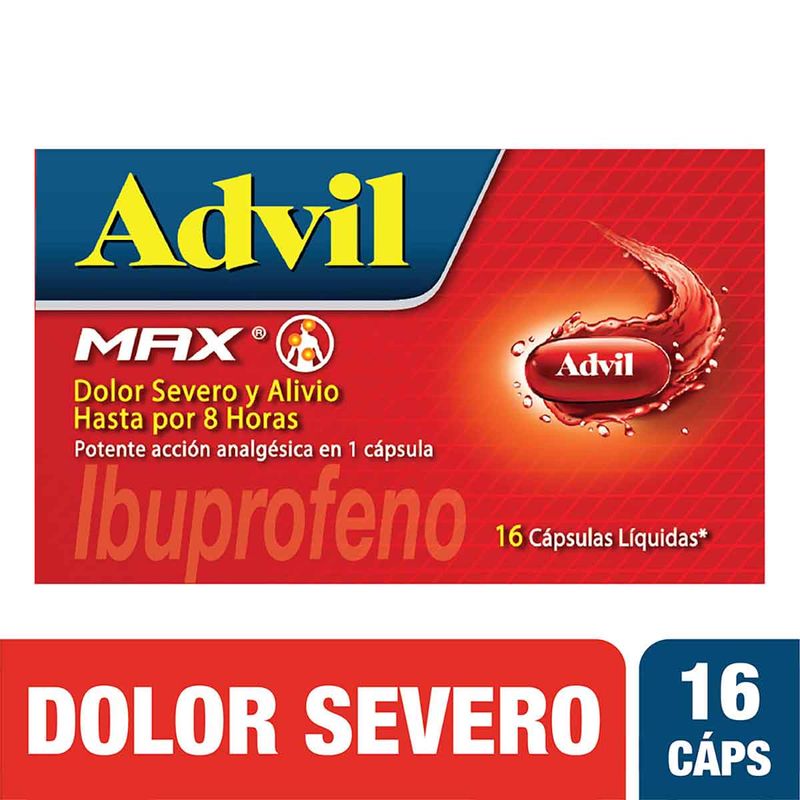 Advil
MAX®
Dolor Severo y Alivio
Hasta por 8 Horas
Potente acción analgésica en 1 cápsula
Ibuprofeno
Advil
16 Cápsulas Líquidas*
DOLOR SEVERO
16
CÁPS